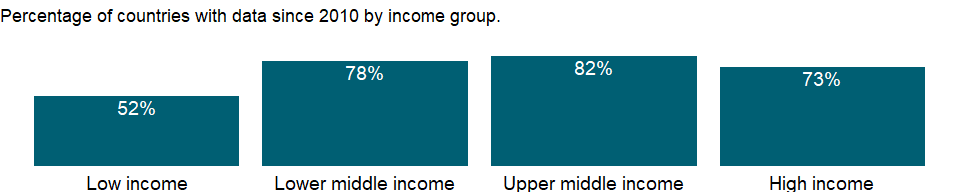 Percentage of countries with data since 2010 by income group.
52%
78%
82%
73%
Low income
Lower middle income
Upper middle income
High income